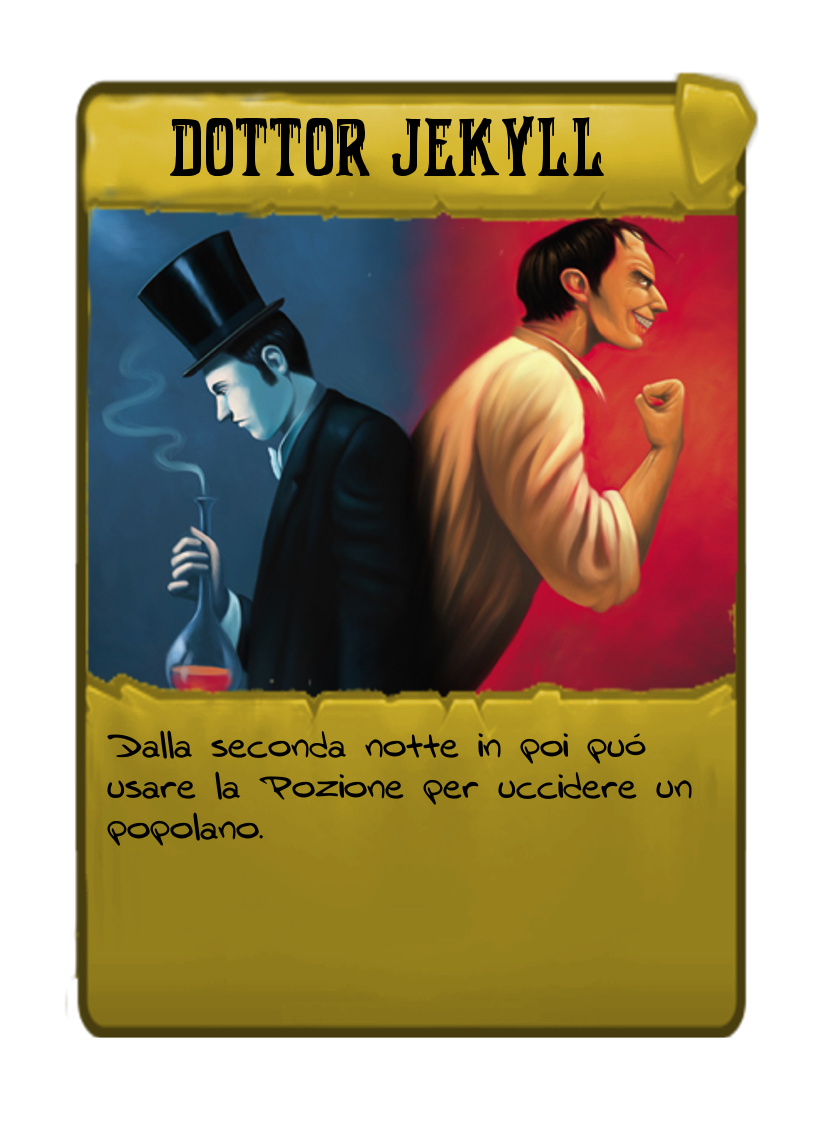 DOTTOR JEKYLL
Dalla seconda notte in poi puó
usare la Pozione per uccidere un
popolano.